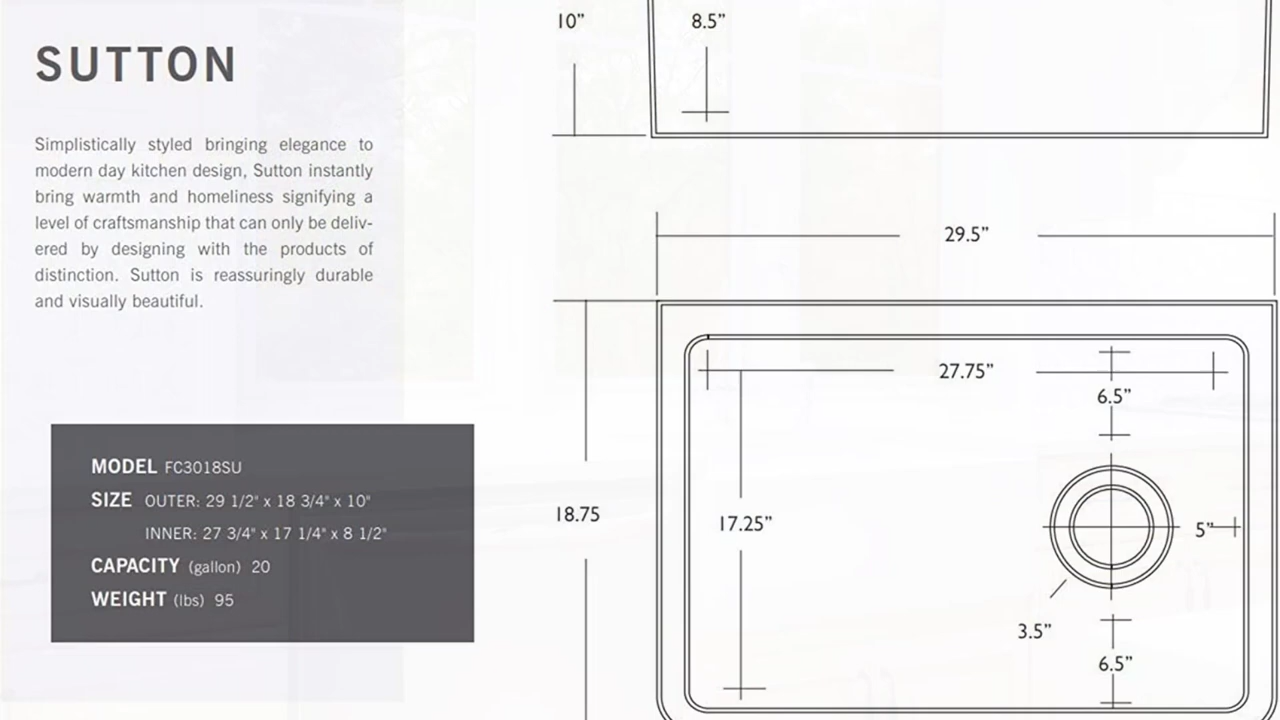 SUTTON
Simplistically styled bringing elegance to
modern day kitchen design, Sutton instantly
bring warmth and homeliness signifying a
level of craftsmanship that can only be deliv-
ered by designing with the products of
distinction. Sutton is reassuringly durable
and visually beautiful.
MODEL FC3018SU
SIZE OUTER: 29 1/2" x 18 3/4" x 10"
INNER: 27 3/4" x 17 1/4" x 8 1/2"
CAPACITY (gallon) 20
WEIGHT (lbs) 95
10” 8.5”
29.5”
27.75”
6.5”
18.75
17.25”
5”
3.5”
6.5”